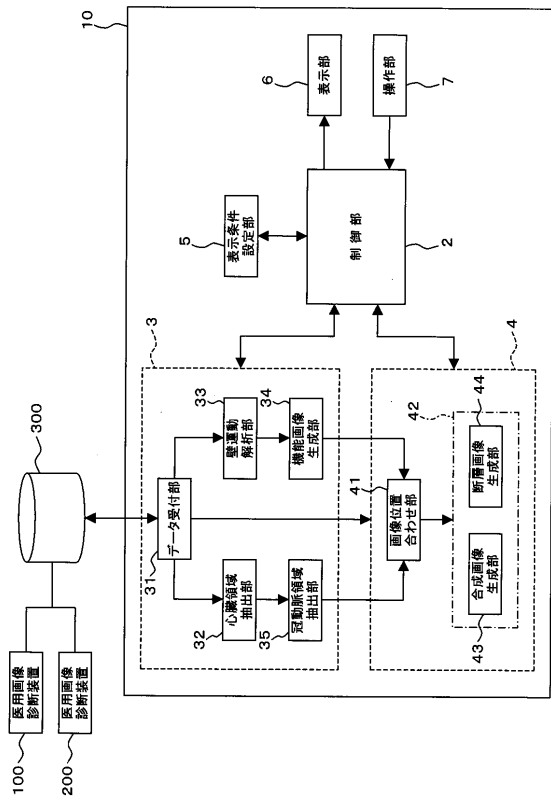 100
医用画像
診断装置
200
医用画像
診断装置
300
10
3
31
データ受付部
32
心臓領域
抽出部
33
壁運動
解析部
35
冠動脈領域
抽出部
34
機能画像
生成部
4
41
画像位置
合わせ部
42
43
合成画像
生成部
44
断層画像
生成部
5
表示条件
設定部
2
制御部
6
表示部
7
操作部